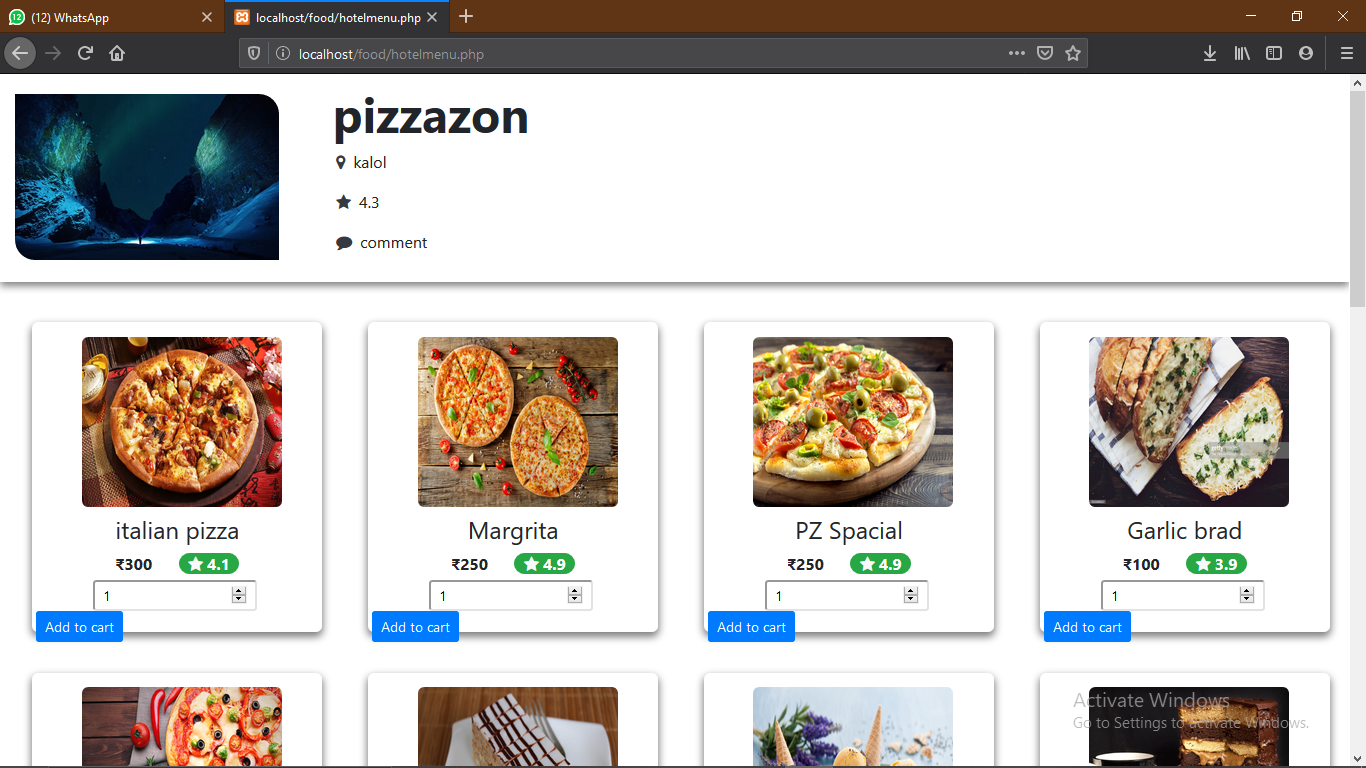 12
(12) WhatsApp
localhost/food/hotelmenu.php
localhost/food/hotelmenu.php
pizzazon
kalol
4.3
comment
italian pizza
₹300 4.1
1
Add to cart
Margrita
₹250 4.9
1
Add to cart
PZ Spacial
₹250 4.9
1
Add to cart
Garlic brad
₹100 3.9
1
Add to cart
Activate Windows
Go to Settings to activate Windows.